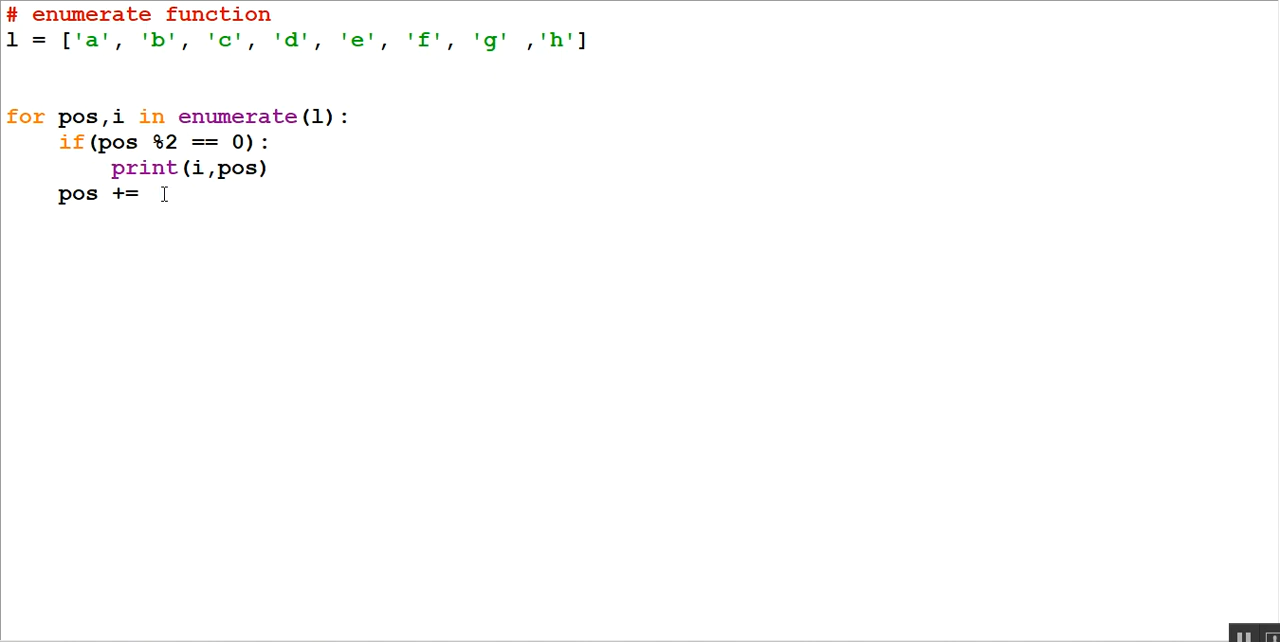 # enumerate function
l = ['a', 'b', 'c', 'd', 'e', 'f', 'g' ,'h']
for pos,i in enumerate(l):
    if(pos %2 == 0):
        print(i,pos)
    pos +=